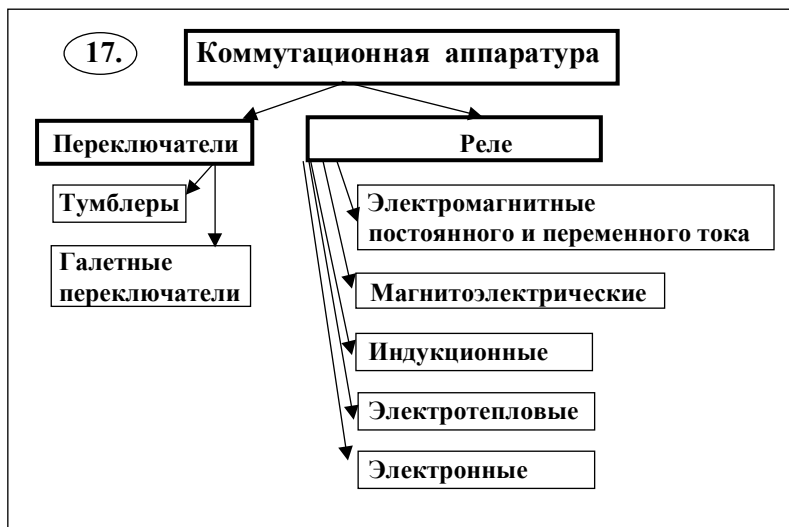 17.
Коммутационная аппаратура
Переключатели
Реле
Тумблеры
Галетные
переключатели
Электромагнитные
постоянного и переменного тока
Магнитоэлектрические
Индукционные
Электротепловые
Электронные